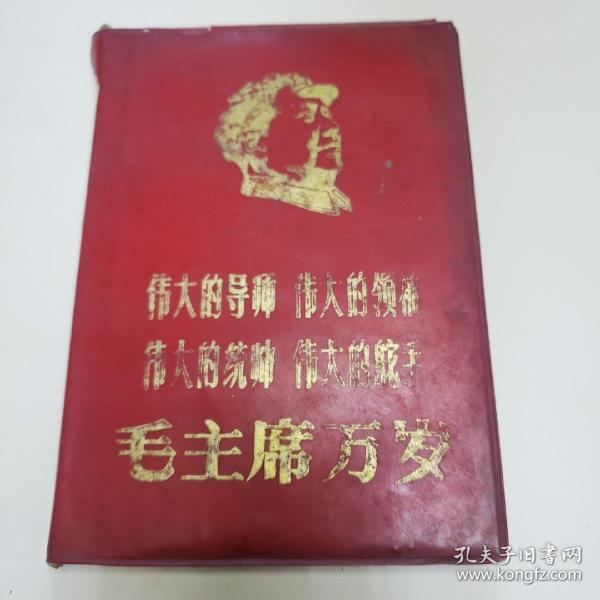 伟大的导师 伟大的领袖
伟大的统帅 伟大的舵手
毛主席万岁
孔夫子旧书网
www.kongfz.com